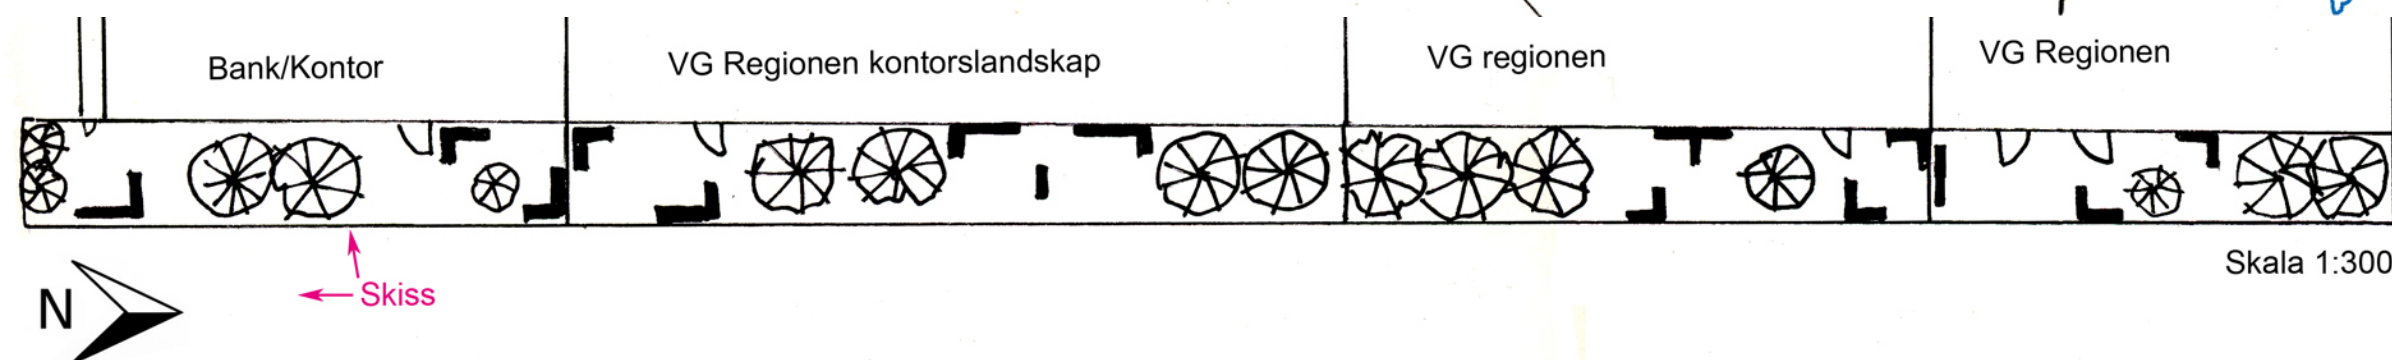 Bank/Kontor
VG Regionen kontorslandskap
VG regionen
VG Regionen
Skala 1:300
Skiss
N